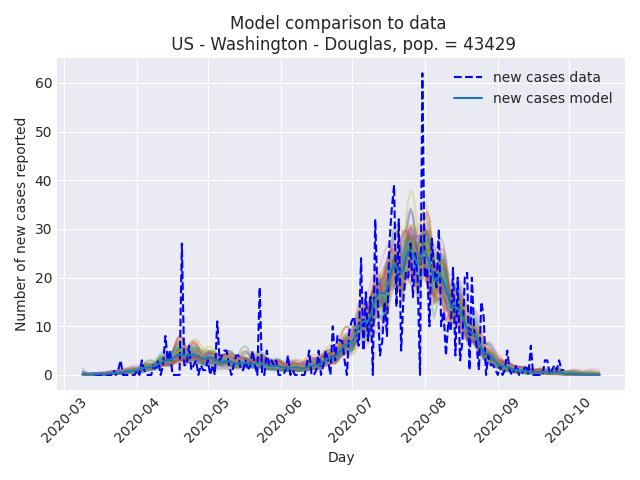 Model comparison to data
US - Washington - Douglas, pop. = 43429
new cases data
new cases model
Number of new cases reported
60
50
40
30
20
10
0
2020-03
2020-04
2020-05
2020-06
2020-07
2020-08
2020-09
2020-10
Day